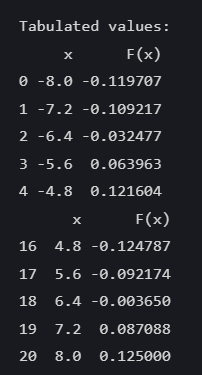 Tabulated values:
x F(x)
0 -8.0 -0.119707
1 -7.2 -0.109217
2 -6.4 -0.032477
3 -5.6 0.063963
4 -4.8 0.121604
x F(x)
16 4.8 -0.124787
17 5.6 -0.092174
18 6.4 -0.003650
19 7.2 0.087088
20 8.0 0.125000